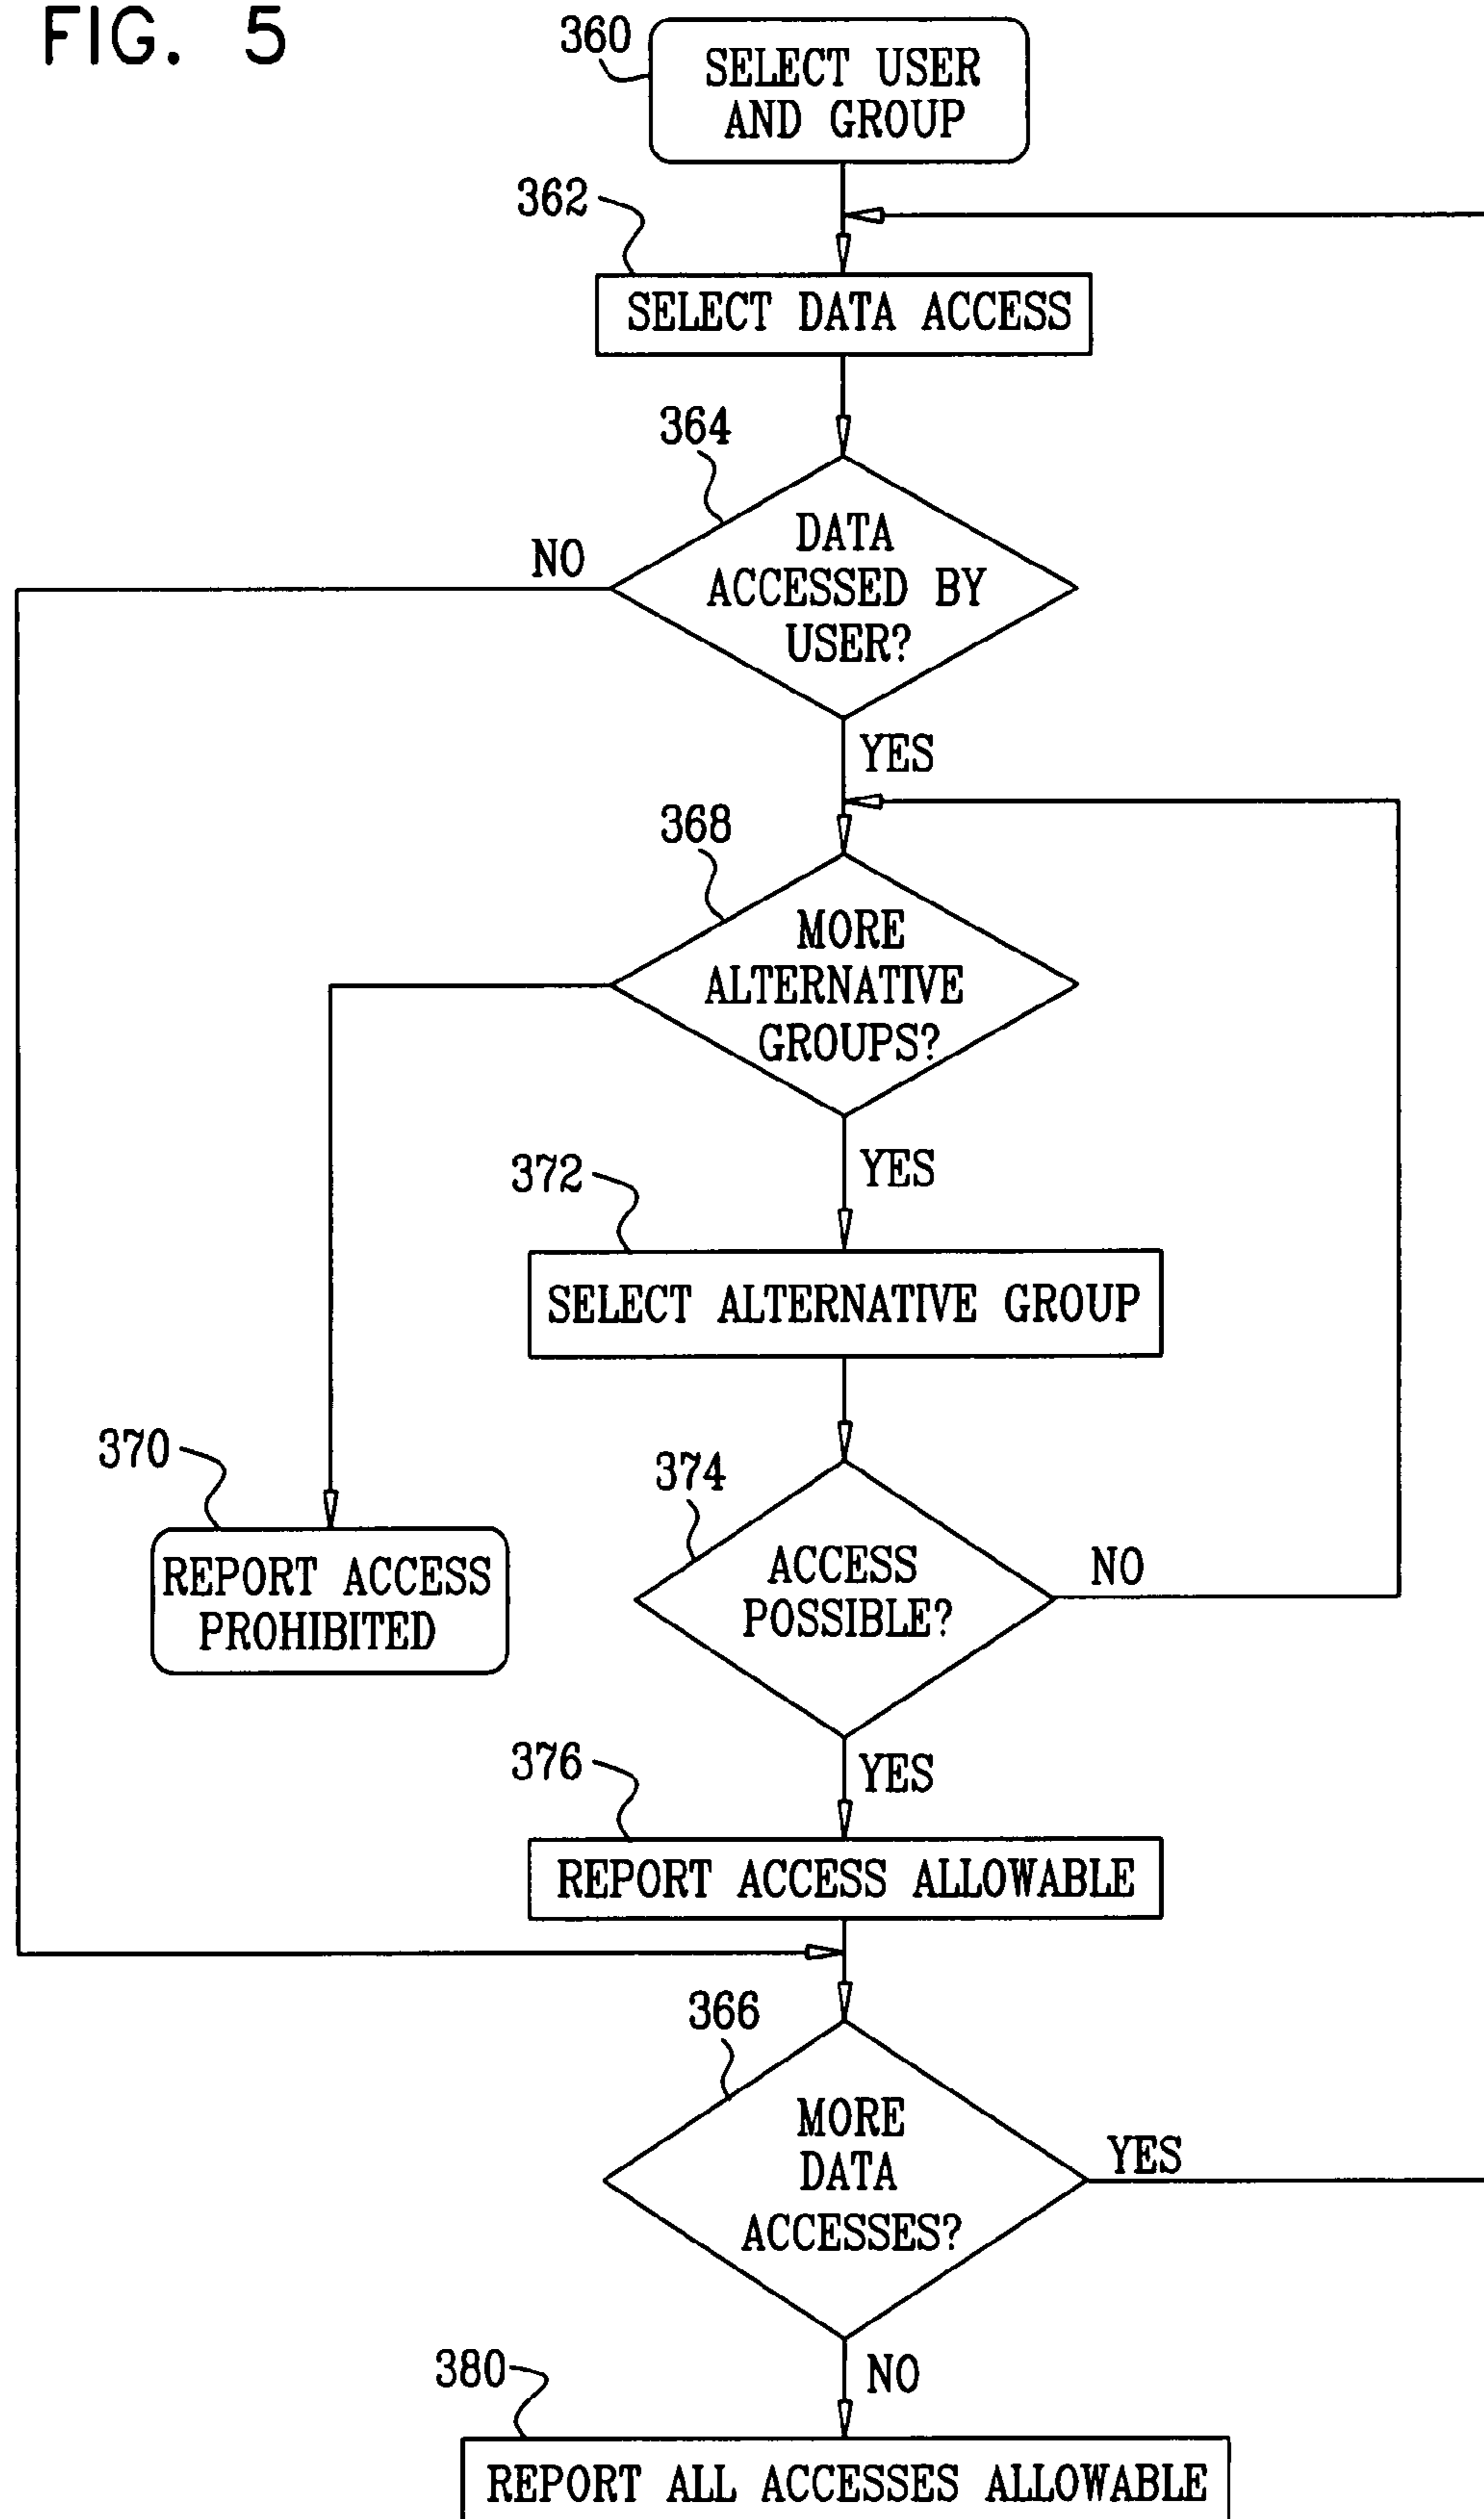 FIG. 5
360
SELECT USER
AND GROUP
362
SELECT DATA ACCESS
364
DATA
ACCESSED BY
USER?
NO
YES
368
MORE
ALTERNATIVE
GROUPS?
YES
372
SELECT ALTERNATIVE GROUP
370
REPORT ACCESS
PROHIBITED
374
ACCESS
POSSIBLE?
NO
YES
376
REPORT ACCESS ALLOWABLE
366
MORE
DATA
ACCESSES?
YES
NO
380
REPORT ALL ACCESSES ALLOWABLE